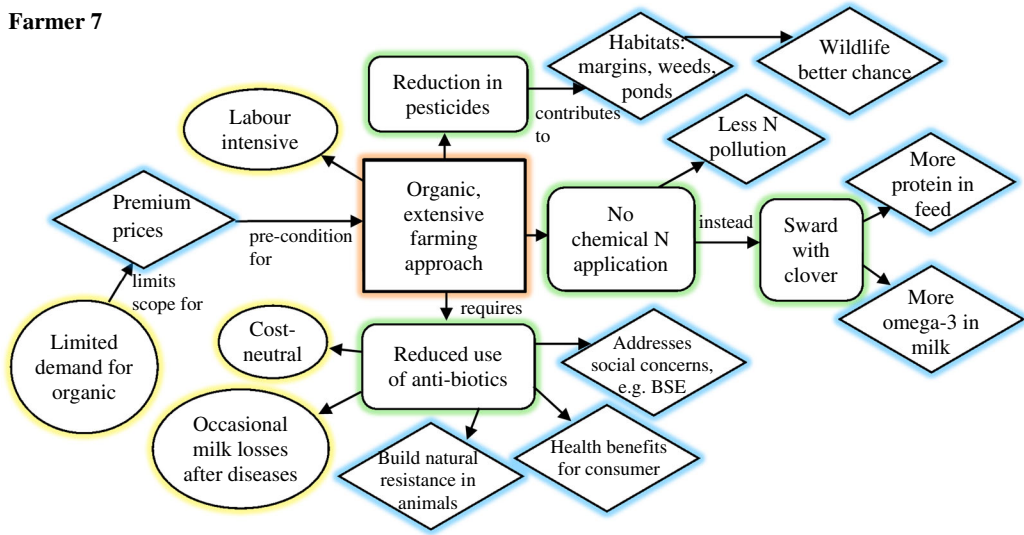 Farmer 7
Habitats:
margins, weeds,
ponds
Wildlife
better chance
Reduction in
pesticides
contributes
to
Labour
intensive
Less N
pollution
More
protein in
feed
Premium
prices
pre-condition
for
Organic,
extensive
farming
approach
No
chemical N
application
instead
Sward
with
clover
limits
scope for
requires
More
omega-3 in
milk
Limited
demand for
organic
Cost-
neutral
Reduced use
of anti-biotics
Addresses
social concerns,
e.g. BSE
Occasional
milk losses
after diseases
Build natural
resistance in
animals
Health benefits
for consumer